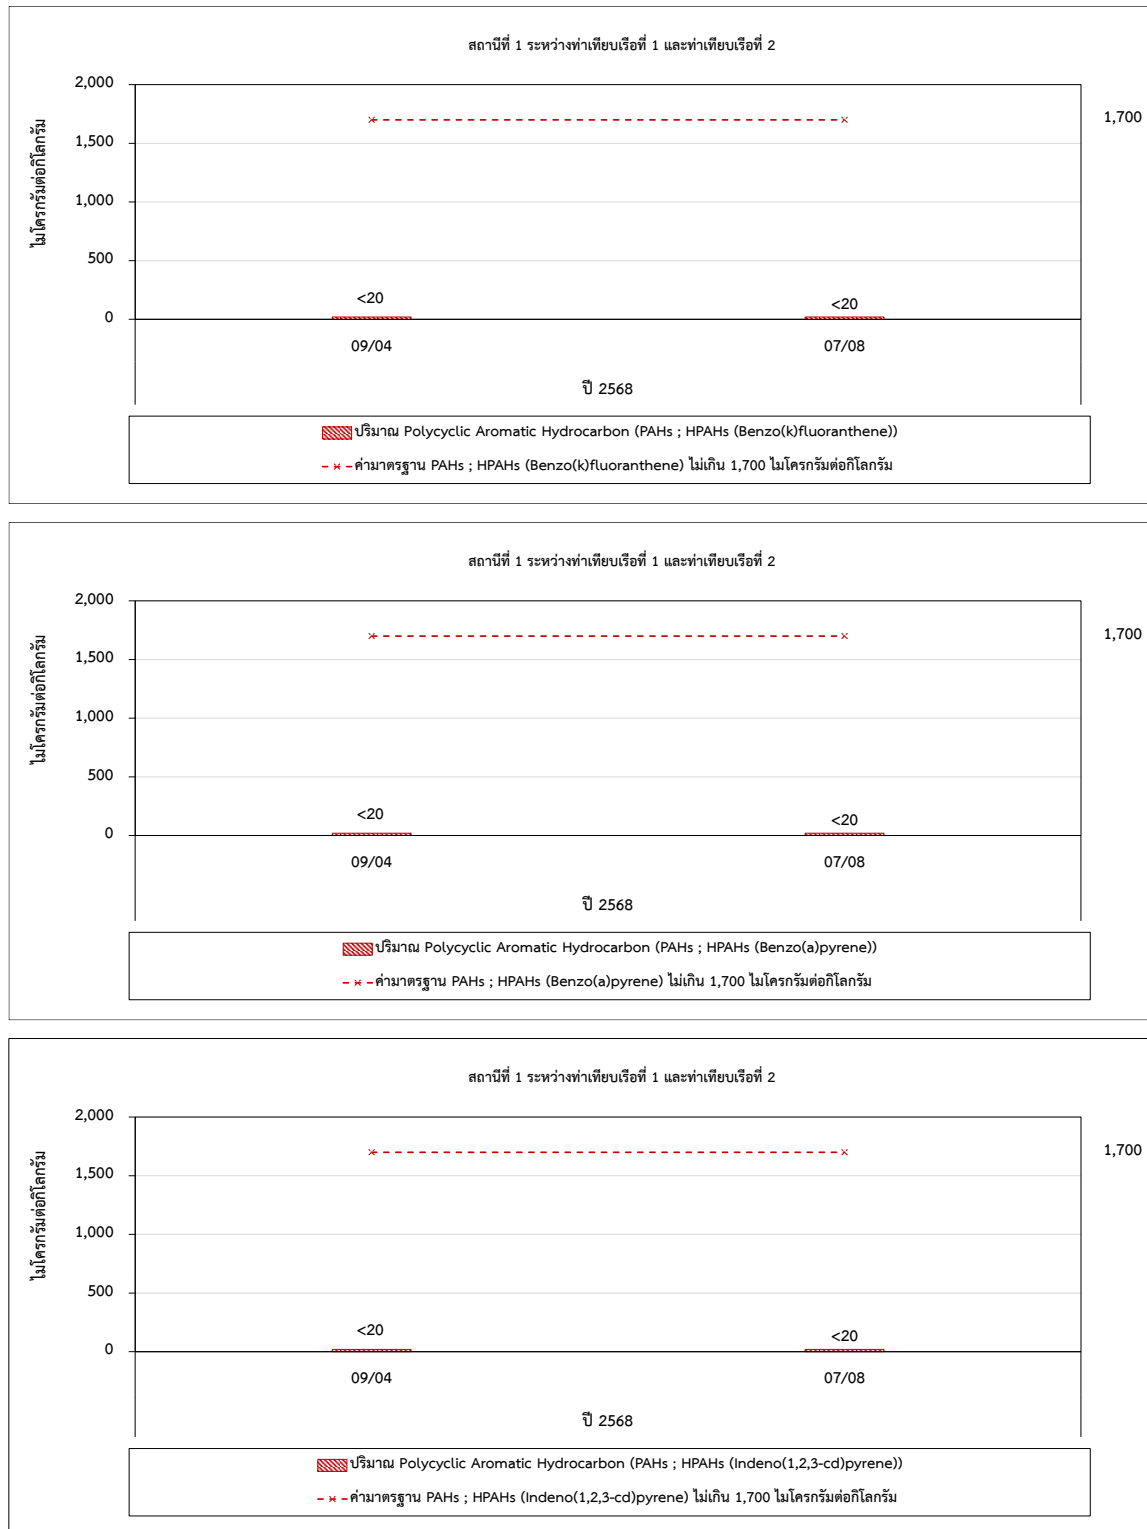 สถานีที่ 1 ระหว่างท่าเทียบเรือที่ 1 และท่าเทียบเรือที่ 2
ไมโครกรัมต่อกิโลกรัม
2,000
1,500
1,000
500
0
1,700
<20
<20
09/04
07/08
ปี 2568
ปริมาณ Polycyclic Aromatic Hydrocarbon (PAHs ; HPAHs (Benzo(k)fluoranthene))
ค่ามาตรฐาน PAHs ; HPAHs (Benzo(k)fluoranthene) ไม่เกิน 1,700 ไมโครกรัมต่อกิโลกรัม
สถานีที่ 1 ระหว่างท่าเทียบเรือที่ 1 และท่าเทียบเรือที่ 2
ไมโครกรัมต่อกิโลกรัม
2,000
1,500
1,000
500
0
1,700
<20
<20
09/04
07/08
ปี 2568
ปริมาณ Polycyclic Aromatic Hydrocarbon (PAHs ; HPAHs (Benzo(a)pyrene))
ค่ามาตรฐาน PAHs ; HPAHs (Benzo(a)pyrene) ไม่เกิน 1,700 ไมโครกรัมต่อกิโลกรัม
สถานีที่ 1 ระหว่างท่าเทียบเรือที่ 1 และท่าเทียบเรือที่ 2
ไมโครกรัมต่อกิโลกรัม
2,000
1,500
1,000
500
0
1,700
<20
<20
09/04
07/08
ปี 2568
ปริมาณ Polycyclic Aromatic Hydrocarbon (PAHs ; HPAHs (Indeno(1,2,3-cd)pyrene))
ค่ามาตรฐาน PAHs ; HPAHs (Indeno(1,2,3-cd)pyrene) ไม่เกิน 1,700 ไมโครกรัมต่อกิโลกรัม